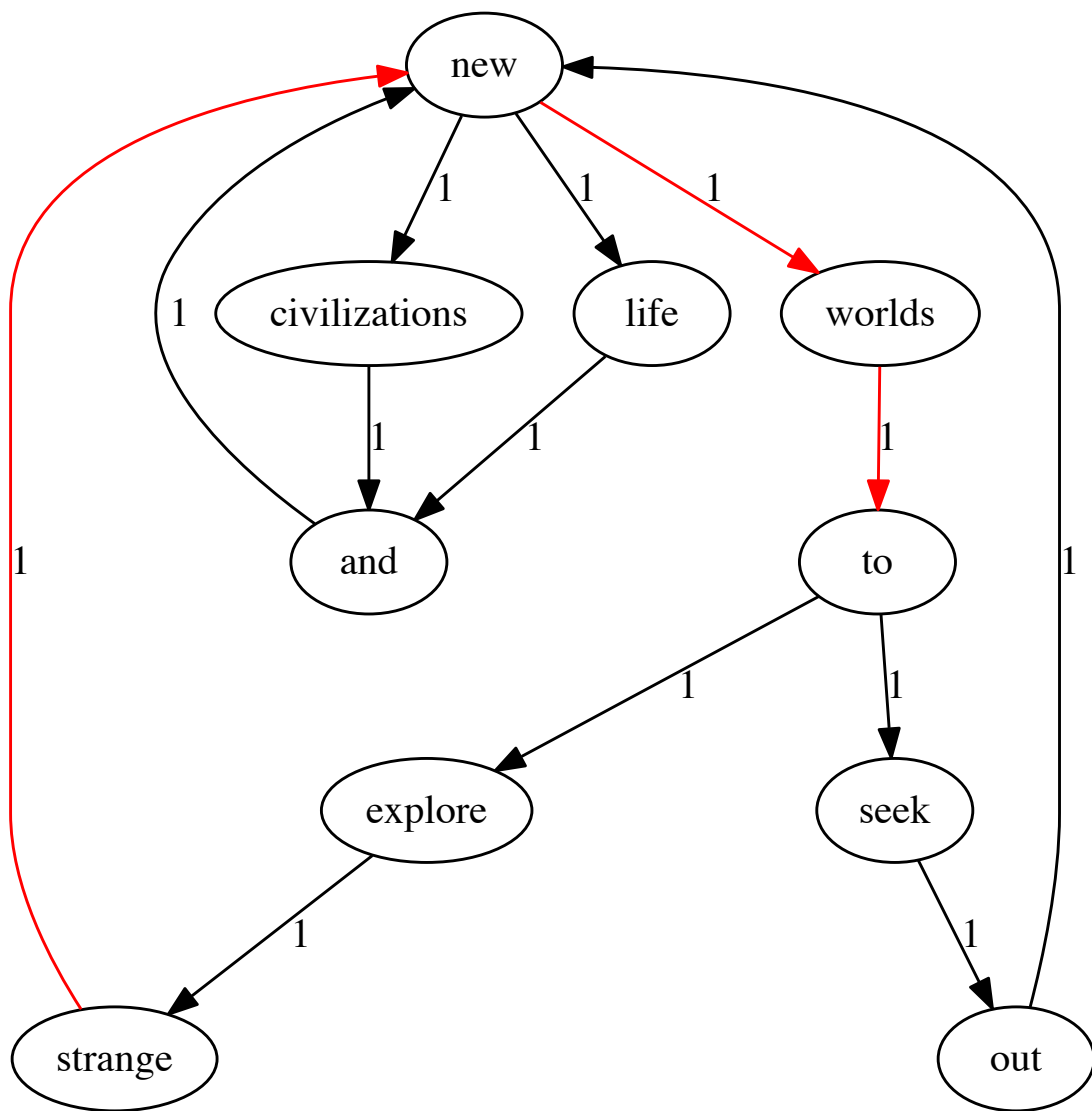 new
1 1 1
civilizations life worlds
1
1 1 1
and to
1 1
1 1
explore seek
1 1
strange out